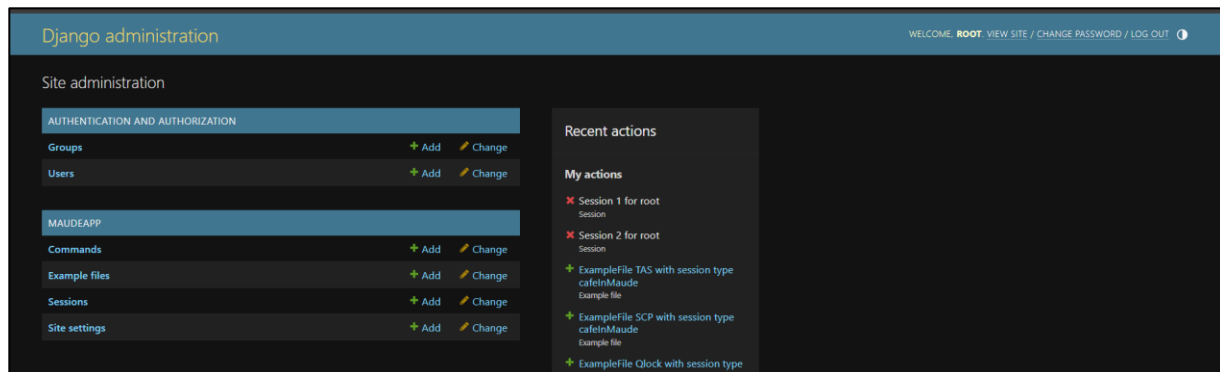 Django administration
WELCOME, ROOT. VIEW SITE / CHANGE PASSWORD / LOG OUT
Site administration
AUTHENTICATION AND AUTHORIZATION
Groups + Add Change
Users + Add Change
MAUDEAPP
Commands + Add Change
Example files + Add Change
Sessions + Add Change
Site settings + Add Change
Recent actions
My actions
Session 1 for root
Session
Session 2 for root
Session
+ ExampleFile TAS with session type
cafeInMaude
Example file
+ ExampleFile SCP with session type
cafeInMaude
Example file
+ ExampleFile Qlock with session type